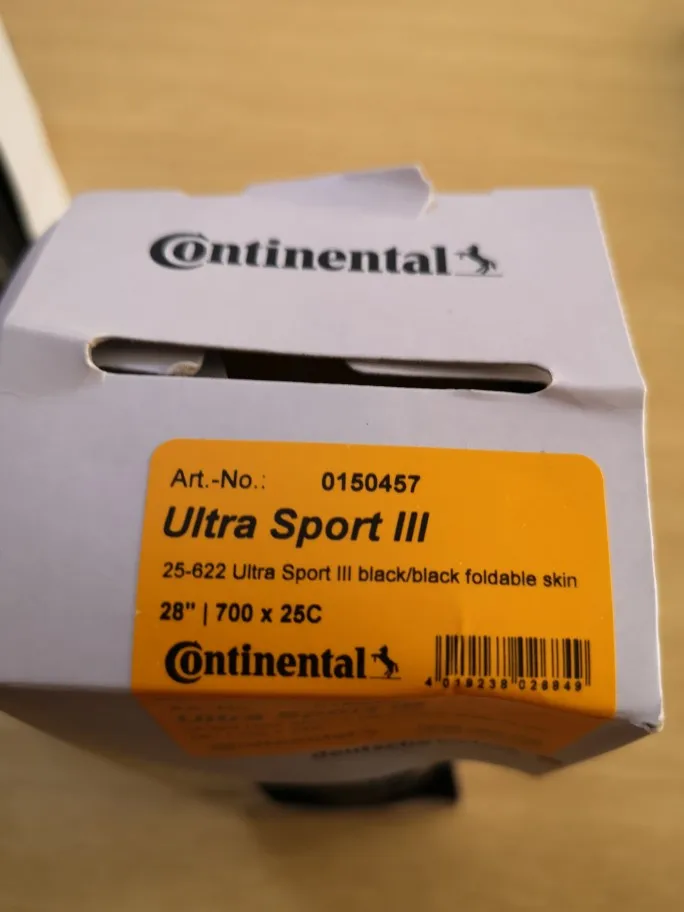 Continental
Art.-No.: 0150457
Ultra Sport III
25-622 Ultra Sport III black/black foldable skin
28" | 700 x 25C
Continental
4 019238 026849